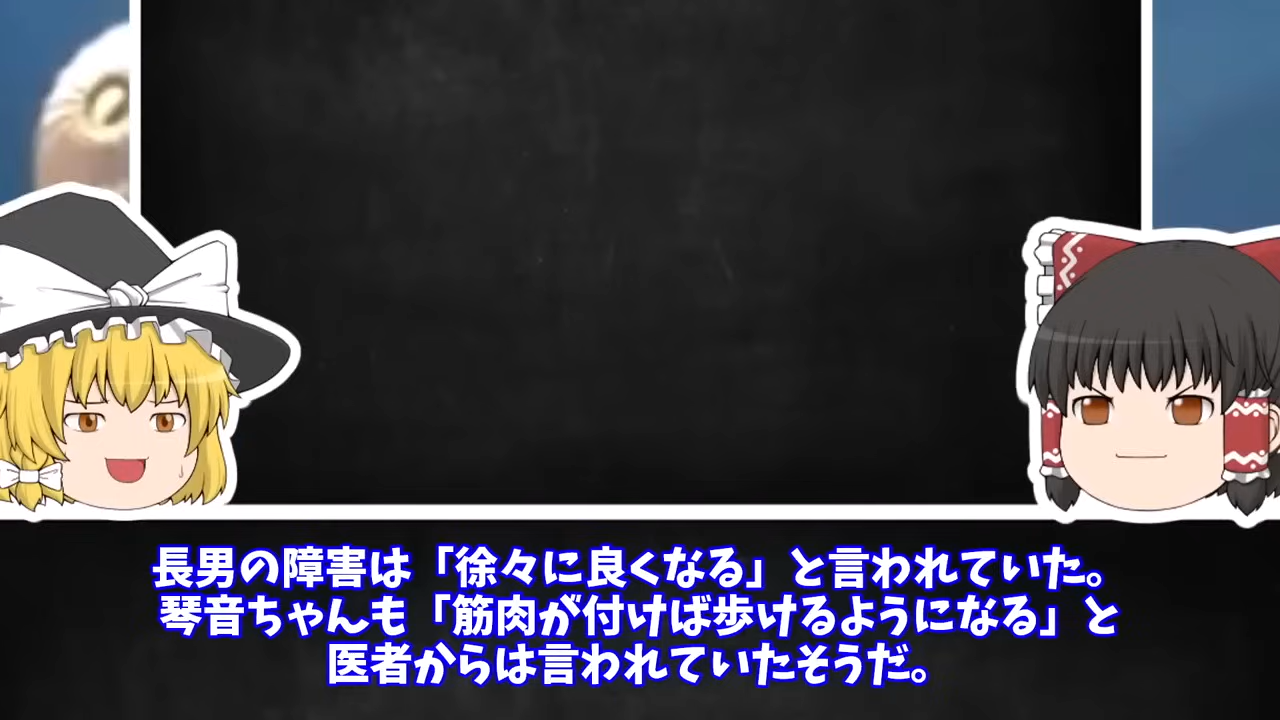 長男の障害は「徐々に良くなる」と言われていた。
琴音ちゃんも「筋肉が付けば歩けるようになる」と
医者からは言われていたそうだ。